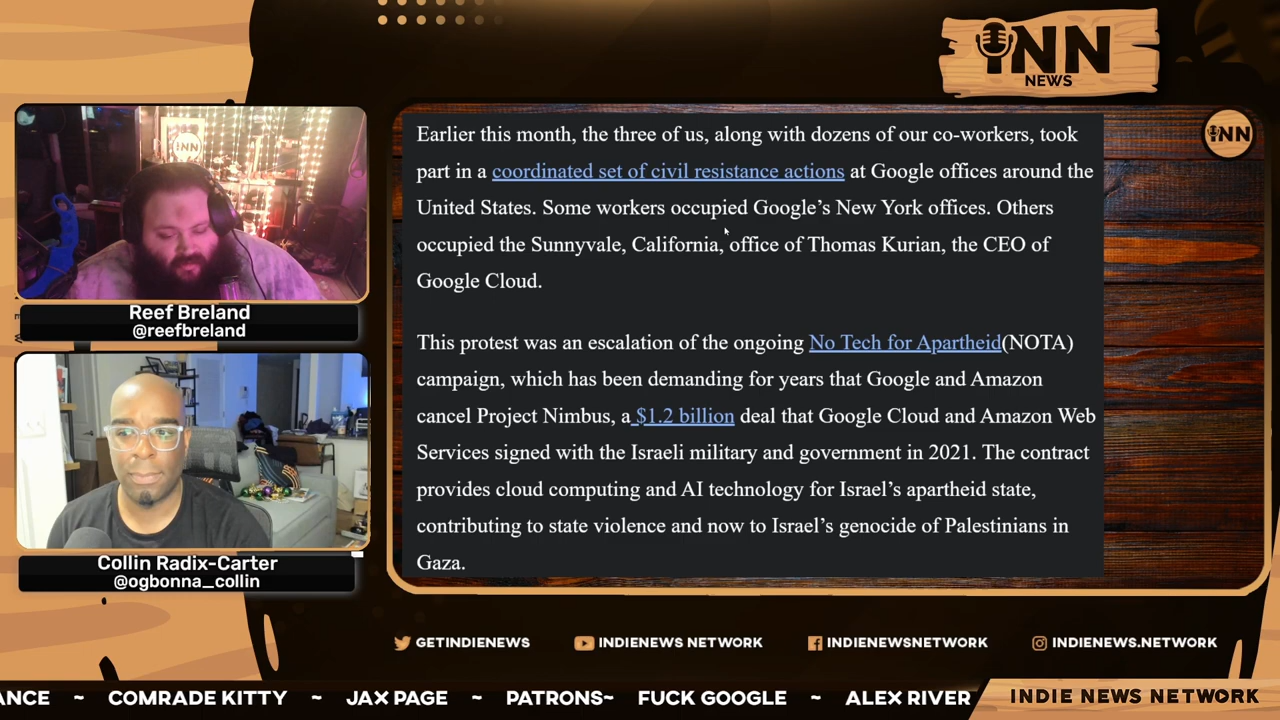 INN
NEWS
INN
INN
Earlier this month, the three of us, along with dozens of our co-workers, took
part in a coordinated set of civil resistance actions at Google offices around the
United States. Some workers occupied Google’s New York offices. Others
occupied the Sunnyvale, California, office of Thomas Kurian, the CEO of
Google Cloud.
This protest was an escalation of the ongoing No Tech for Apartheid(NOTA)
campaign, which has been demanding for years that Google and Amazon
cancel Project Nimbus, a $1.2 billion deal that Google Cloud and Amazon Web
Services signed with the Israeli military and government in 2021. The contract
provides cloud computing and AI technology for Israel’s apartheid state,
contributing to state violence and now to Israel’s genocide of Palestinians in
Gaza.
Reef Breland
@reefbreland
Collin Radix-Carter
@ogbonna_collin
GETINDIENEWS
INDIENEWS NETWORK
INDIENEWSNETWORK
INDIENEWS.NETWORK
ANCE ~ COMRADE KITTY ~ JAX PAGE ~ PATRONS~ FUCK GOOGLE ~ ALEX RIVER
INDIE NEWS NETWORK